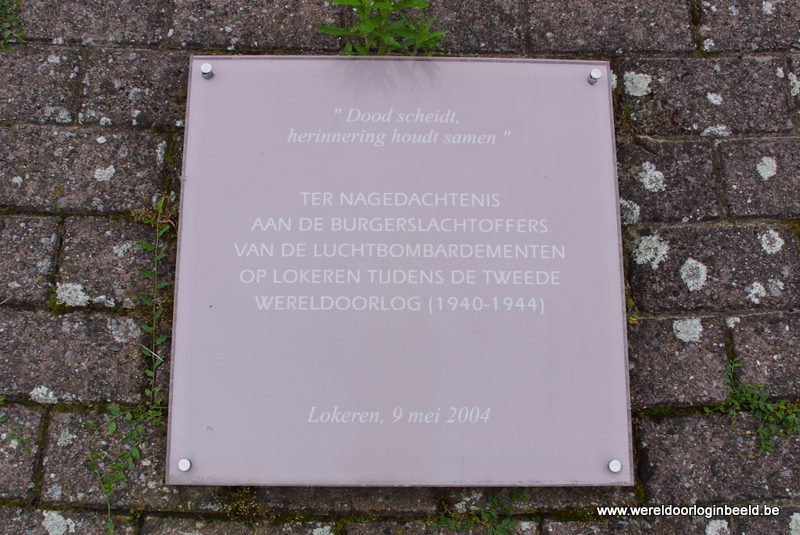 " Dood scheidt,
herinnering houdt samen "
TER NAGEDACHTENIS
AAN DE BURGERSLACHTOFFERS
VAN DE LUCHTBOMBARDEMENTEN
OP LOKEREN TIJDENS DE TWEEDE
WERELDOORLOG (1940-1944)
Lokeren, 9 mei 2004
www.wereldoorloginbeeld.be